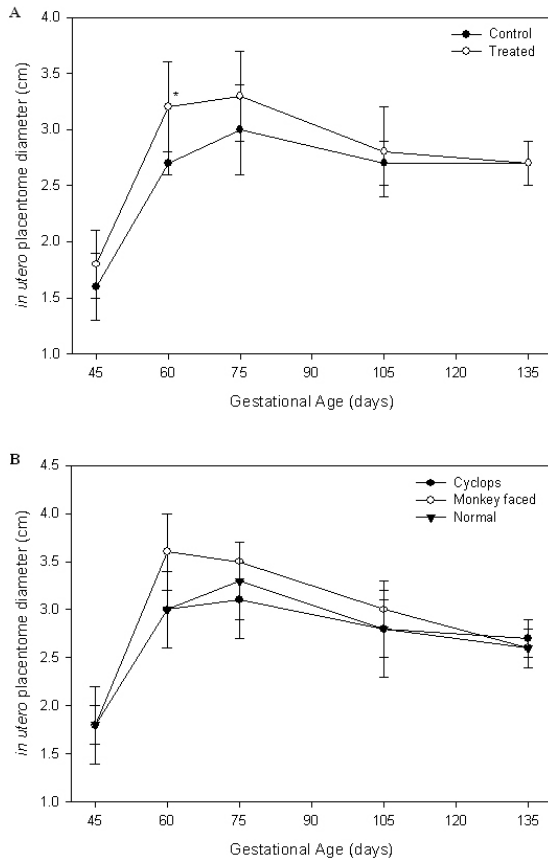 A
4.0
3.5
3.0
2.5
2.0
1.5
1.0
in utero placentome diameter (cm)
Control
Treated
*
45 60 75 90 105 120 135
Gestational Age (days)
B
4.5
4.0
3.5
3.0
2.5
2.0
1.5
1.0
in utero placentome diameter (cm)
Cyclops
Monkey faced
Normal
45 60 75 90 105 120 135
Gestational Age (days)